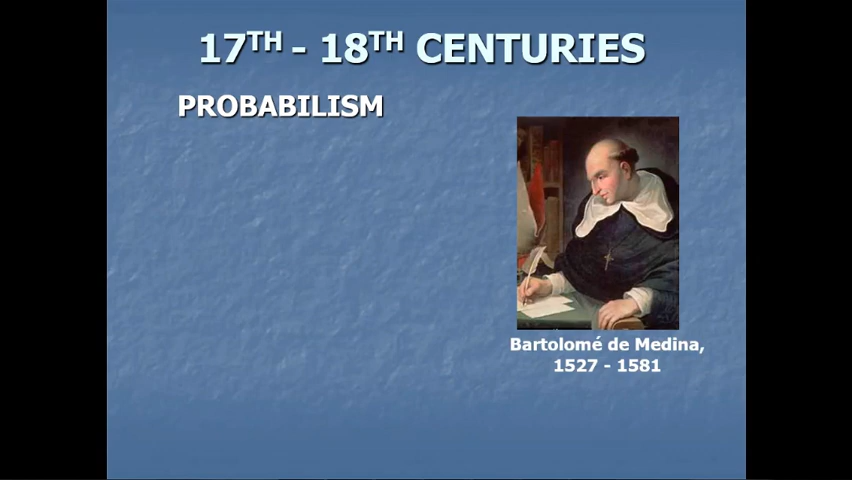 17TH - 18TH CENTURIES
PROBABILISM
Bartolomé de Medina,
1527 - 1581